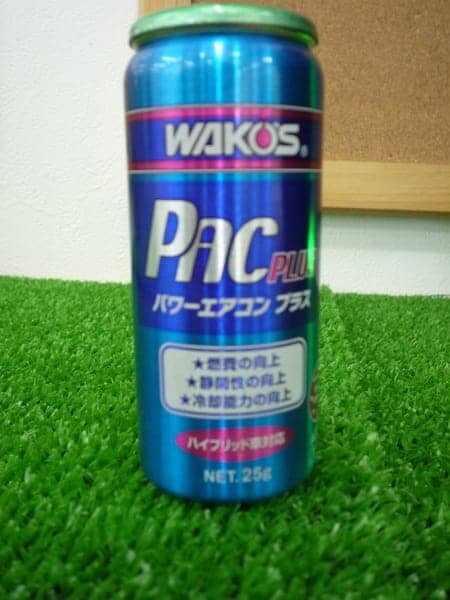 WAKO'S®
PAC PLUS
パワーエアコン プラス
★燃費の向上
★静閑性の向上
★冷却能力の向上
ハイブリッド車対応
NET. 25g